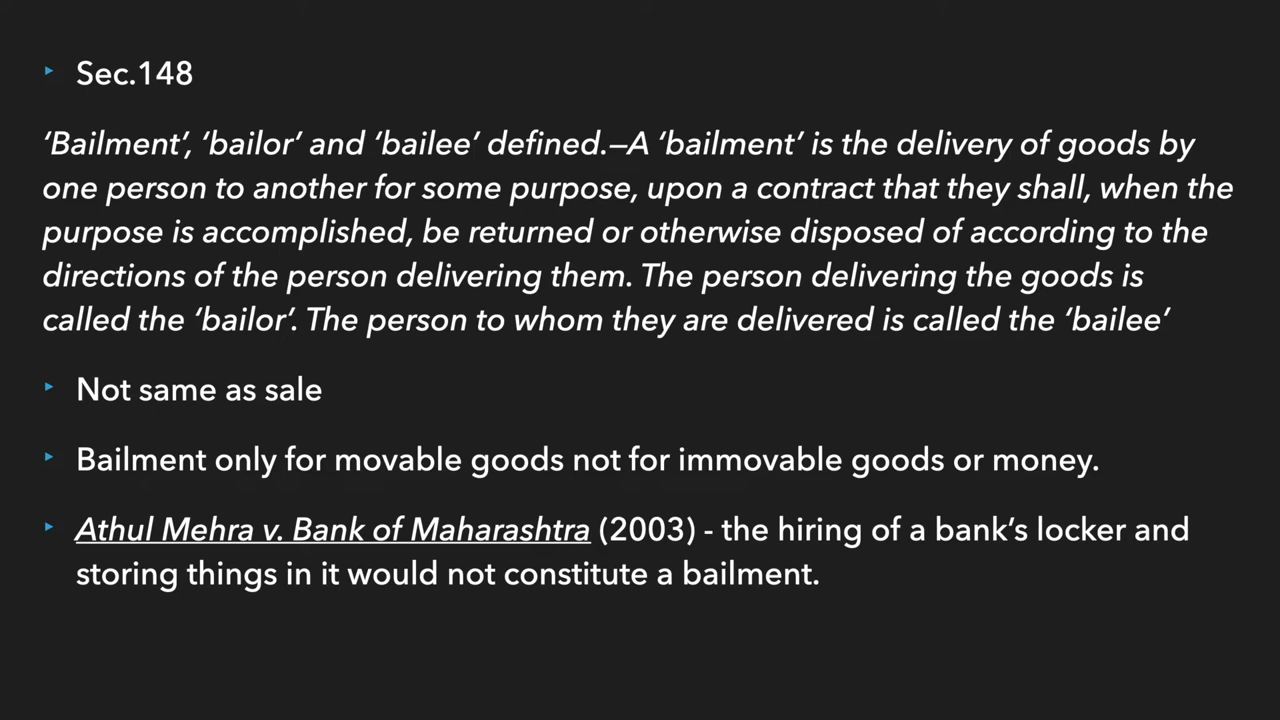 Sec.148
‘Bailment’, ‘bailor’ and ‘bailee’ defined.—A ‘bailment’ is the delivery of goods by
one person to another for some purpose, upon a contract that they shall, when the
purpose is accomplished, be returned or otherwise disposed of according to the
directions of the person delivering them. The person delivering the goods is
called the ‘bailor’. The person to whom they are delivered is called the ‘bailee’
Not same as sale
Bailment only for movable goods not for immovable goods or money.
Athul Mehra v. Bank of Maharashtra (2003) - the hiring of a bank’s locker and
storing things in it would not constitute a bailment.